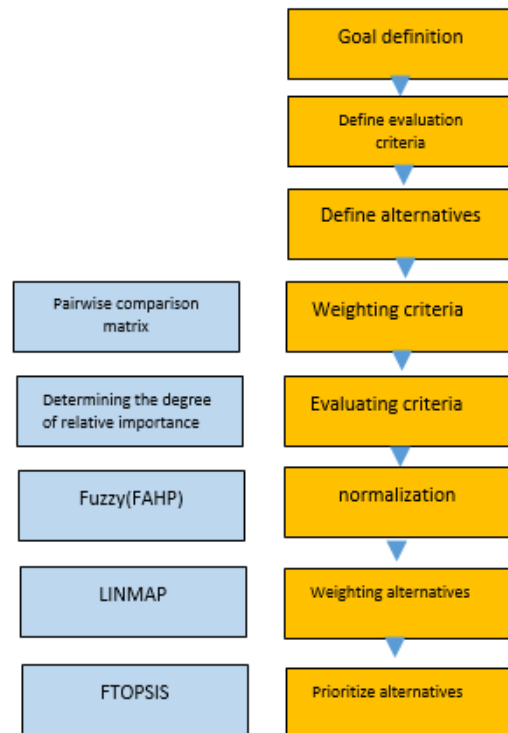 Goal definition
Define evaluation
criteria
Define alternatives
Pairwise comparison
matrix
Weighting criteria
Determining the degree
of relative importance
Evaluating criteria
Fuzzy(FAHP)
normalization
LINMAP
Weighting alternatives
FTOPSIS
Prioritize alternatives